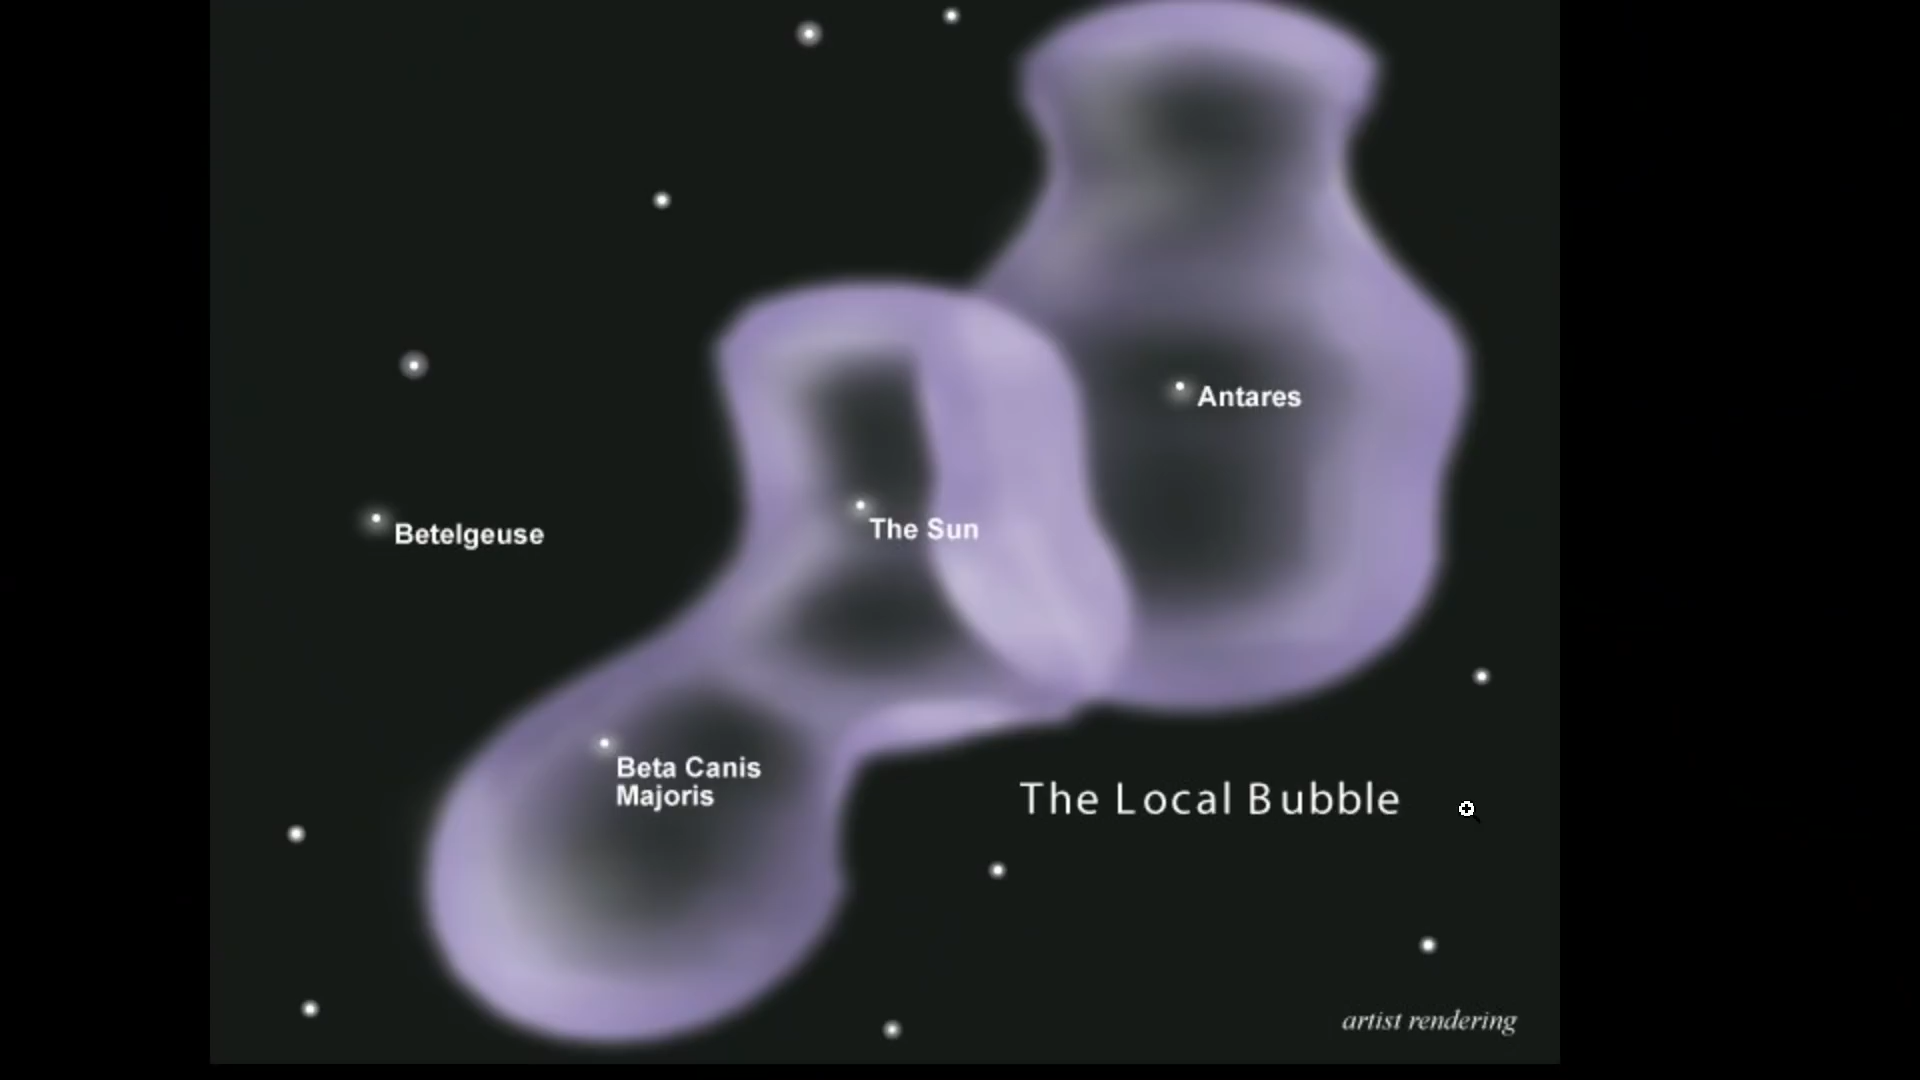 Antares
The Sun
Betelgeuse
Beta Canis
Majoris
The Local Bubble
artist rendering